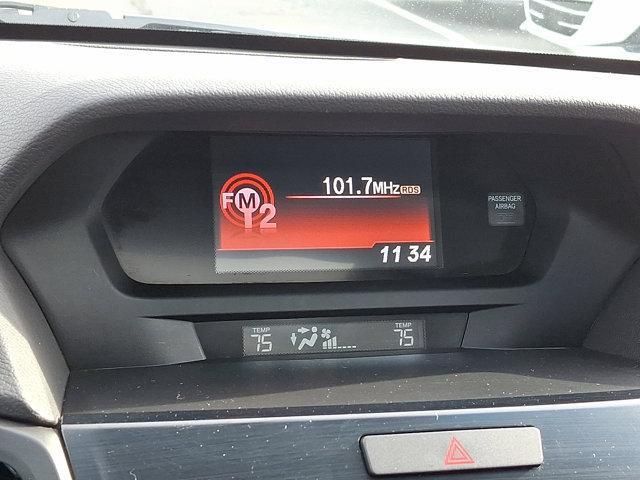 101.7MHz RDS
FM2
PASSENGER
AIRBAG
11 34
TEMP
75
TEMP
75